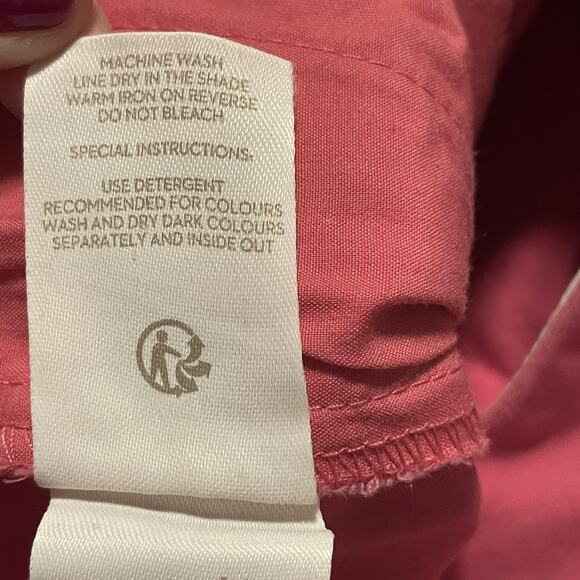 MACHINE WASH
LINE DRY IN THE SHADE
WARM IRON ON REVERSE
DO NOT BLEACH
SPECIAL INSTRUCTIONS:
USE DETERGENT
RECOMMENDED FOR COLOURS
WASH AND DRY DARK COLOURS
SEPARATELY AND INSIDE OUT